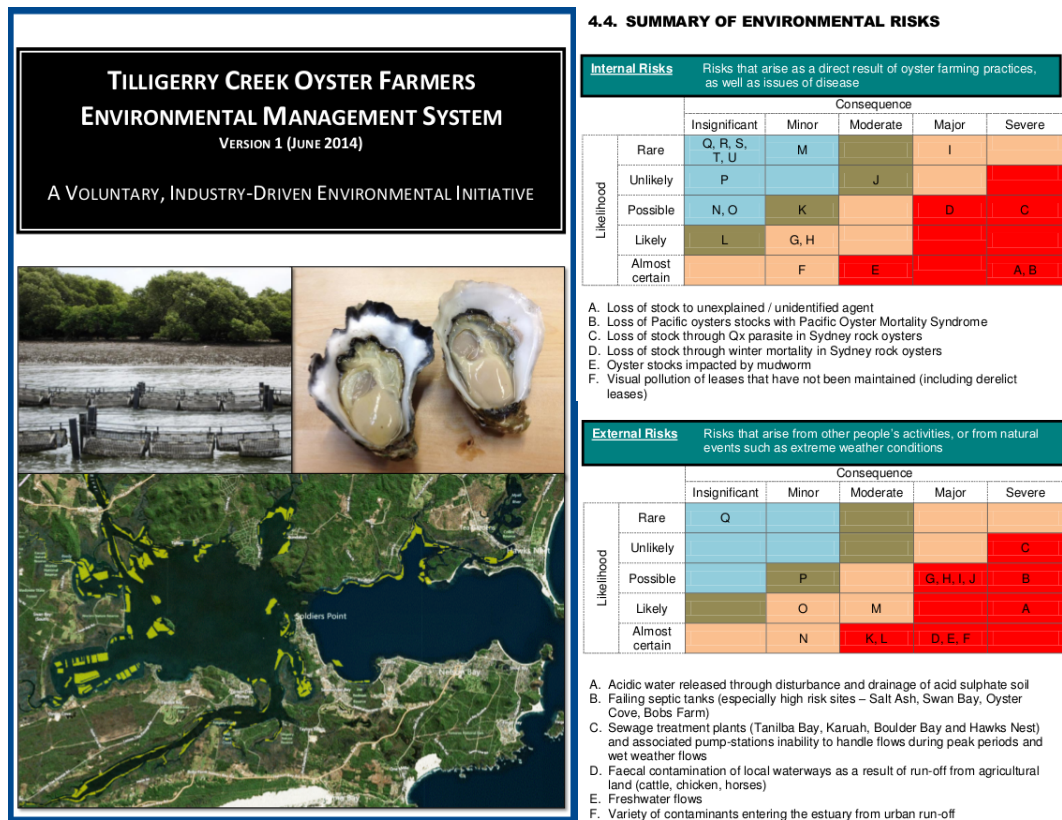 TILLIGERRY CREEK OYSTER FARMERS
ENVIRONMENTAL MANAGEMENT SYSTEM
VERSION 1 (JUNE 2014)
A VOLUNTARY, INDUSTRY-DRIVEN ENVIRONMENTAL INITIATIVE
Soldiers Point
Hawks Nest
4.4. SUMMARY OF ENVIRONMENTAL RISKS
Internal Risks Risks that arise as a direct result of oyster farming practices,
as well as issues of disease
Consequence
Insignificant Minor Moderate Major Severe
Likelihood
Rare Q, R, S, T, U M I
Unlikely P J
Possible N, O K D C
Likely L G, H
Almost certain F E A, B
A. Loss of stock to unexplained / unidentified agent
B. Loss of Pacific oysters stocks with Pacific Oyster Mortality Syndrome
C. Loss of stock through Qx parasite in Sydney rock oysters
D. Loss of stock through winter mortality in Sydney rock oysters
E. Oyster stocks impacted by mudworm
F. Visual pollution of leases that have not been maintained (including derelict
leases)
External Risks Risks that arise from other people's activities, or from natural
events such as extreme weather conditions
Consequence
Insignificant Minor Moderate Major Severe
Likelihood
Rare Q
Unlikely C
Possible P G, H, I, J B
Likely O M A
Almost certain N K, L D, E, F
A. Acidic water released through disturbance and drainage of acid sulphate soil
B. Failing septic tanks (especially high risk sites – Salt Ash, Swan Bay, Oyster
Cove, Bobs Farm)
C. Sewage treatment plants (Tanilba Bay, Karuah, Boulder Bay and Hawks Nest)
and associated pump-stations inability to handle flows during peak periods and
wet weather flows
D. Faecal contamination of local waterways as a result of run-off from agricultural
land (cattle, chicken, horses)
E. Freshwater flows
F. Variety of contaminants entering the estuary from urban run-off